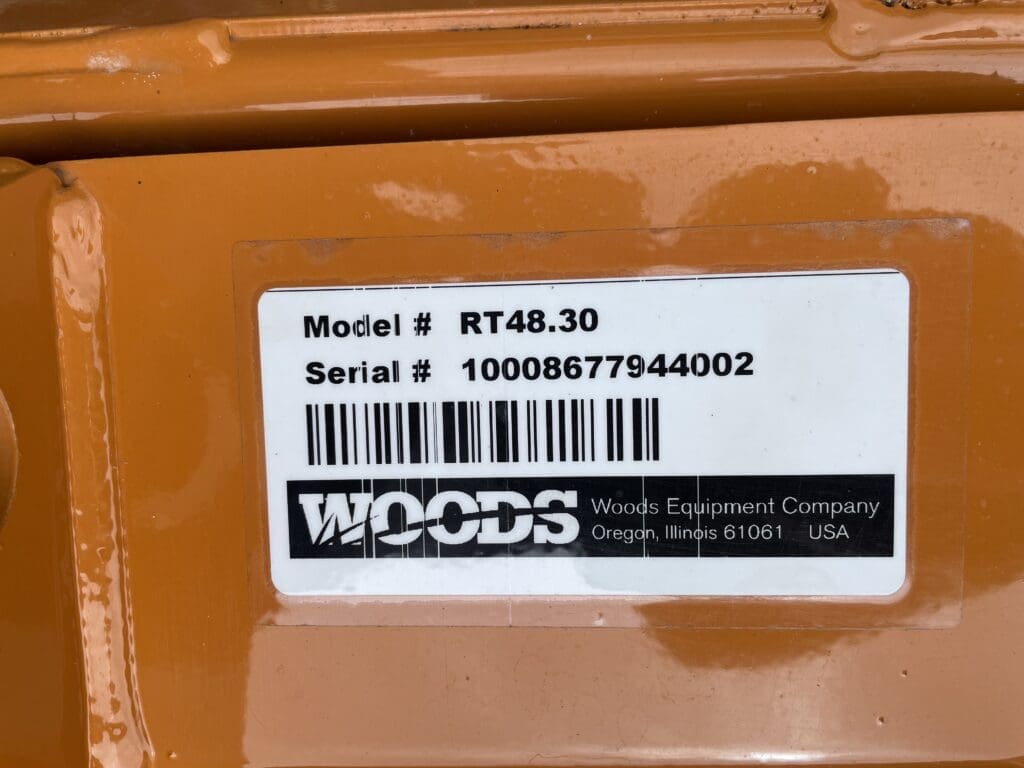 Model # RT48.30
Serial # 10008677944002
WOODS
Woods Equipment Company
Oregon, Illinois 61061 USA